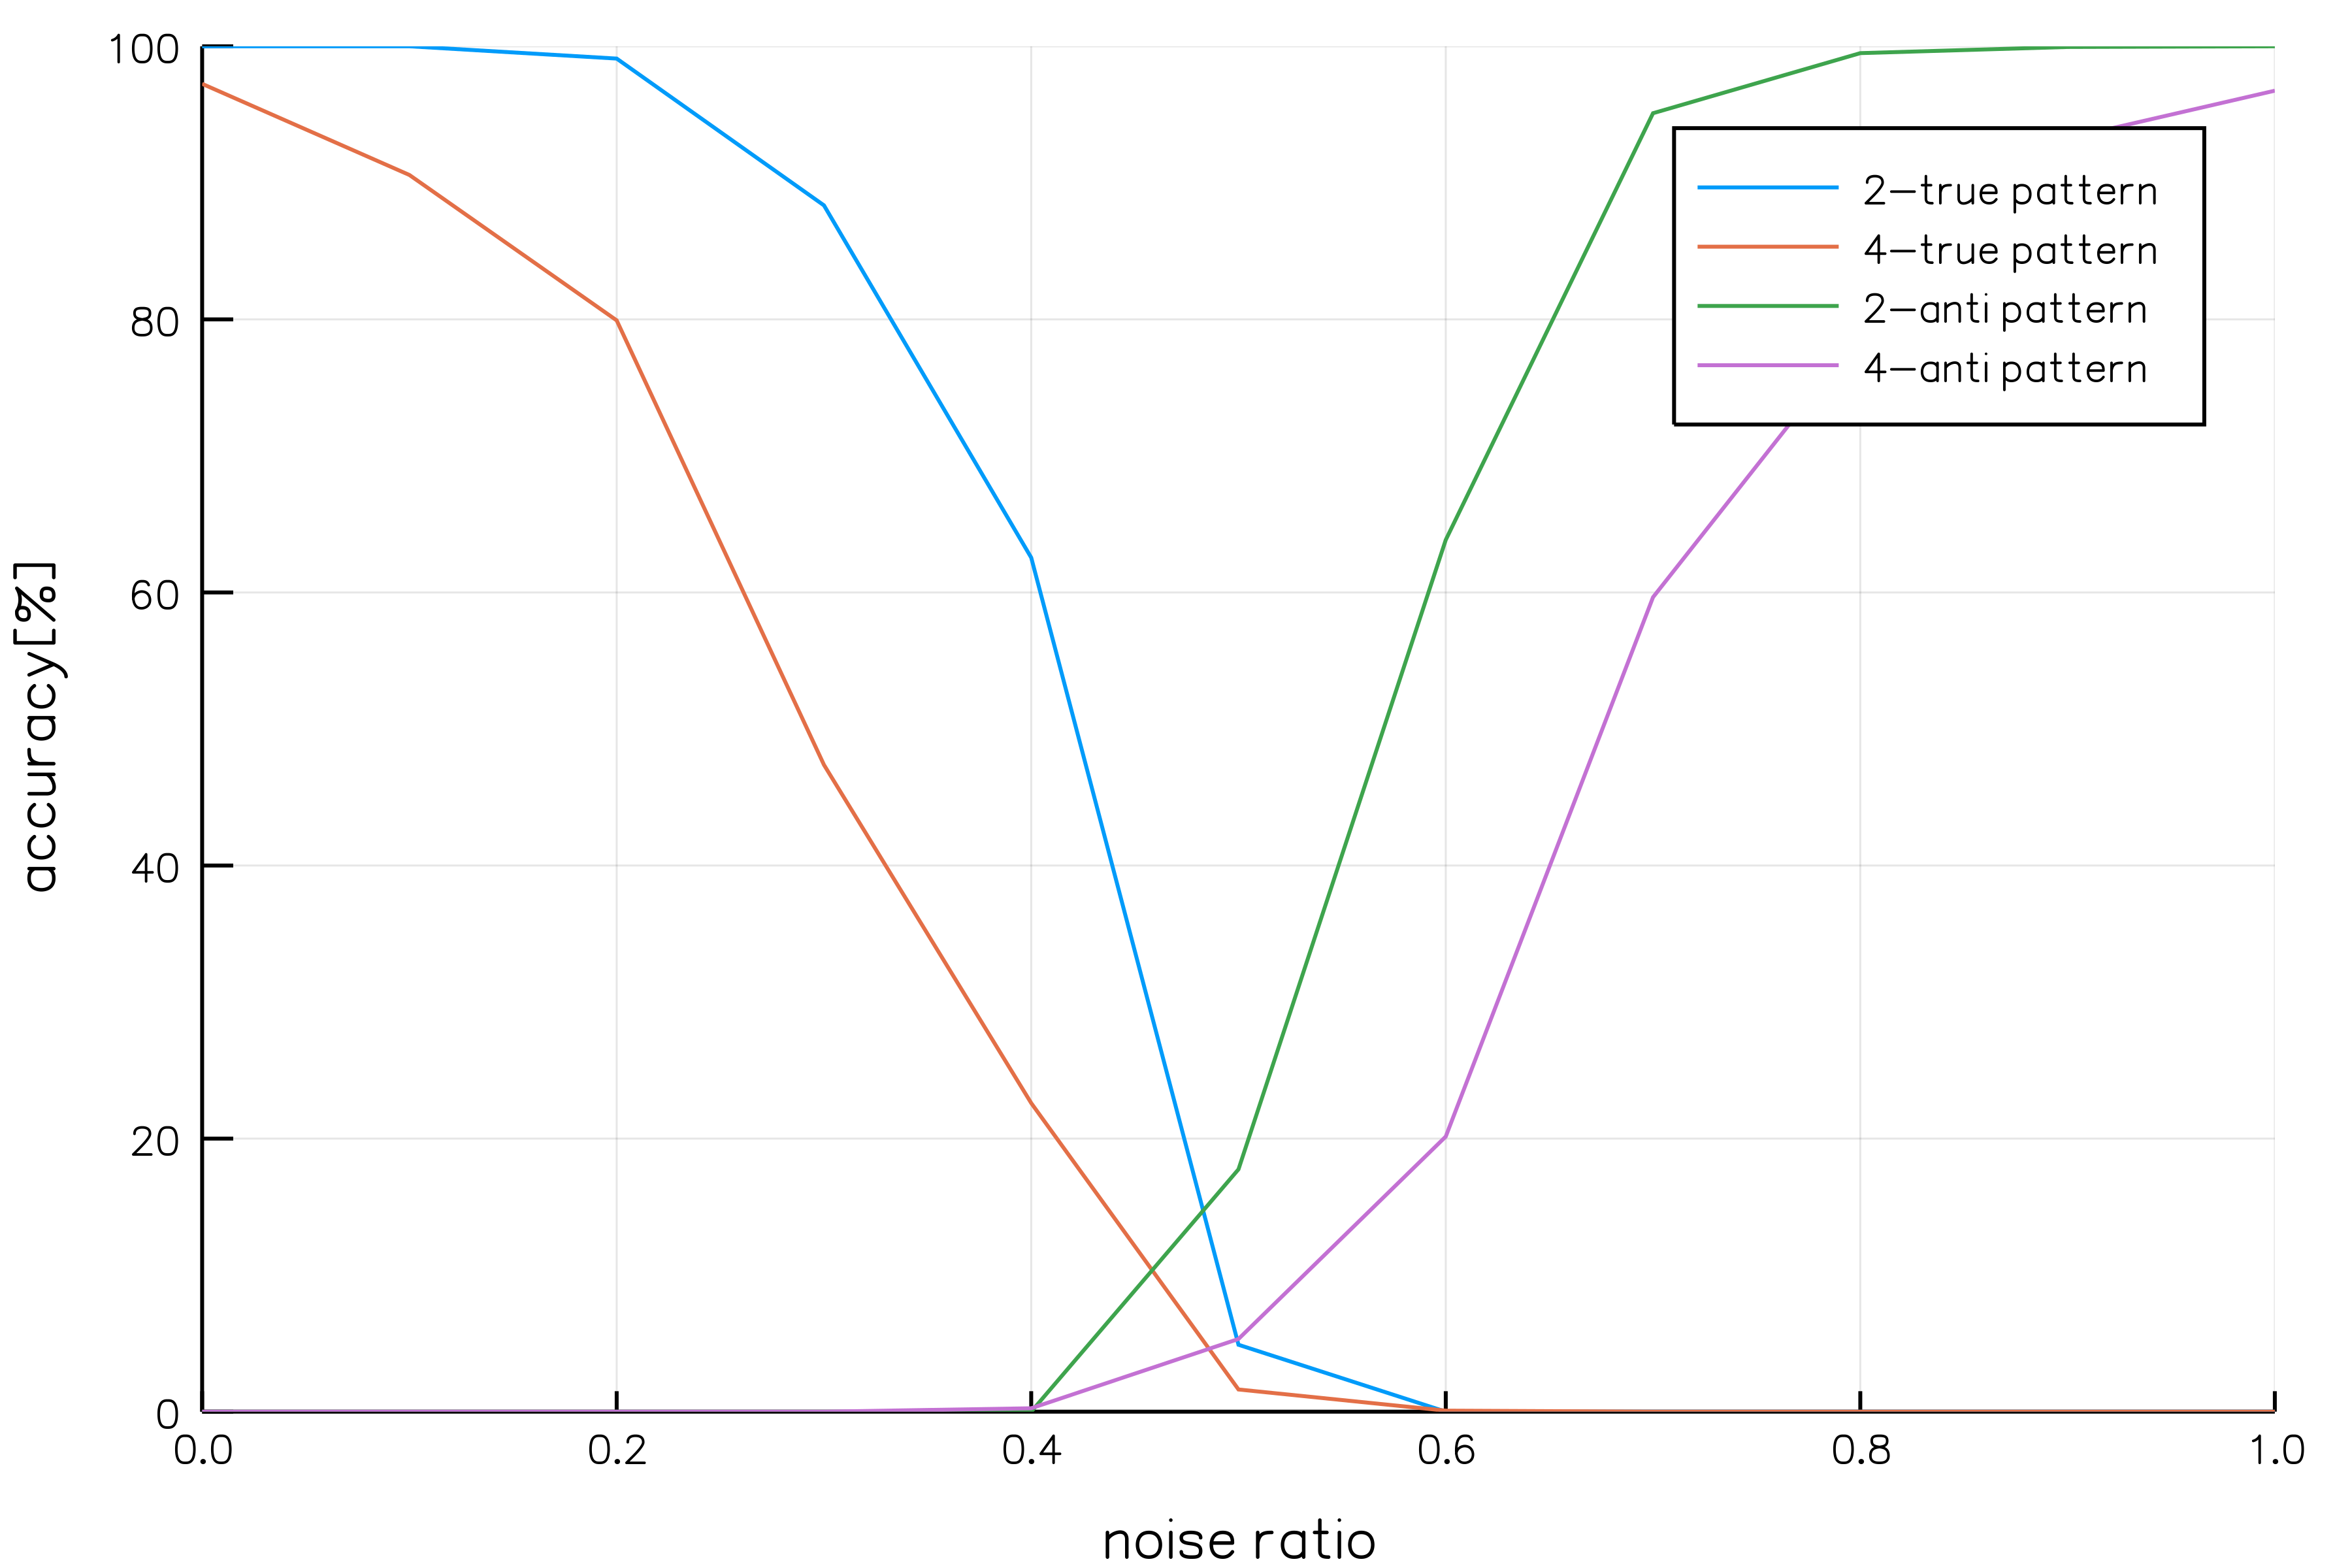 100
80
60
40
20
0
accuracy[%]
0.0
0.2
0.4
0.6
0.8
1.0
noise ratio
2-true pattern
4-true pattern
2-anti pattern
4-anti pattern